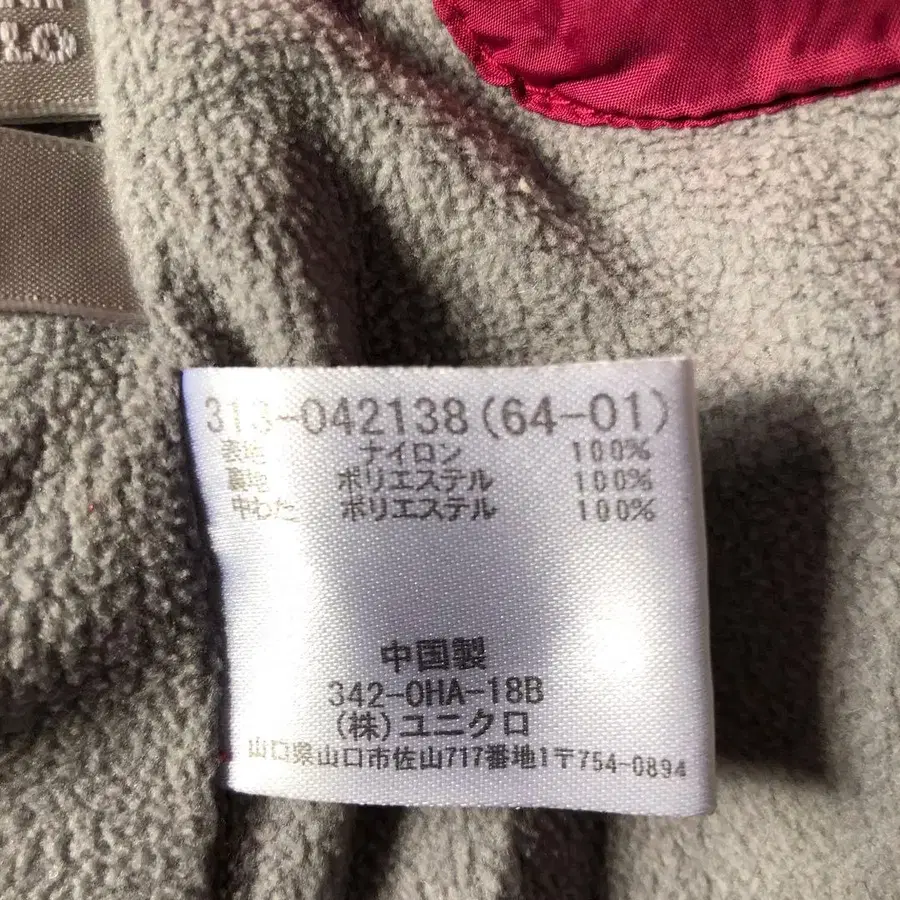 LO
313-042138(64-01)
表地 ナイロン 100%
裏地 ポリエステル 100%
中わた ポリエステル 100%
中国製
342-0HA-18B
(株)ユニクロ
山口県山口市佐山717番地1〒754-0894